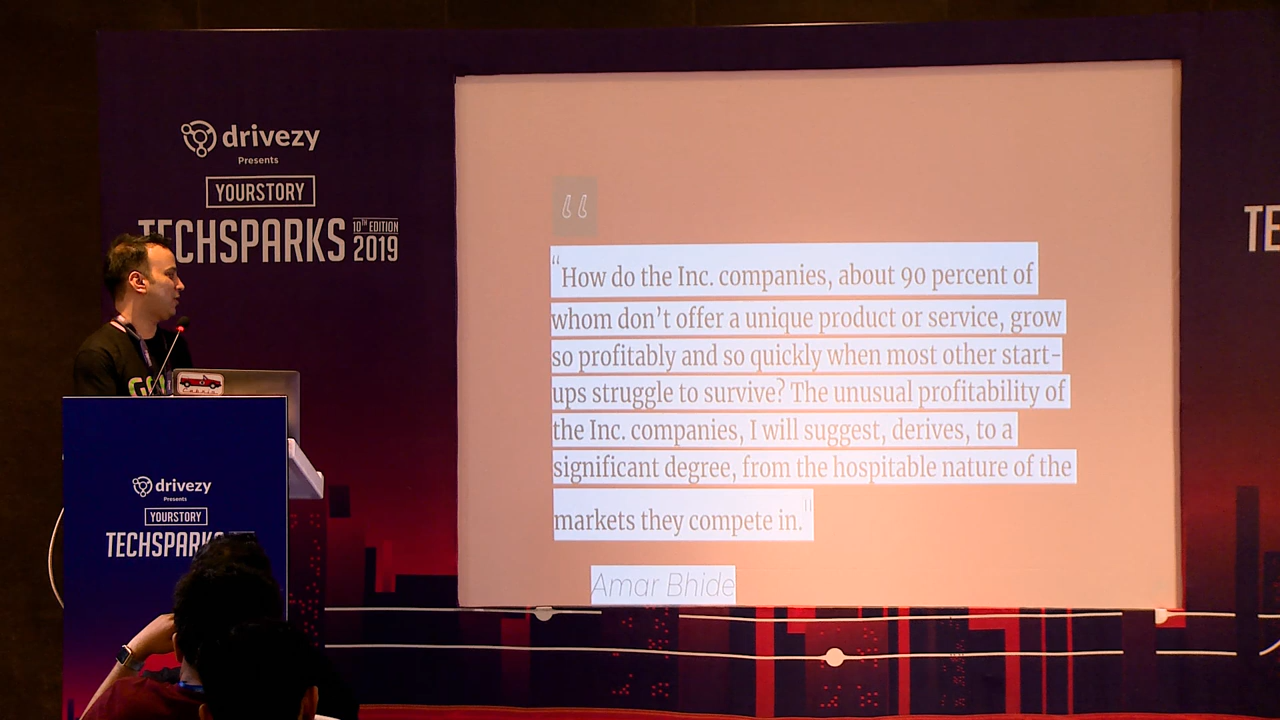 drivezy
Presents
YOURSTORY
TECHSPARKS 10TH EDITION 2019
“
“How do the Inc. companies, about 90 percent of
whom don’t offer a unique product or service, grow
so profitably and so quickly when most other start-
ups struggle to survive? The unusual profitability of
the Inc. companies, I will suggest, derives, to a
significant degree, from the hospitable nature of the
markets they compete in."
Amar Bhide
drivezy
Presents
YOURSTORY
TECHSPARKS
TE